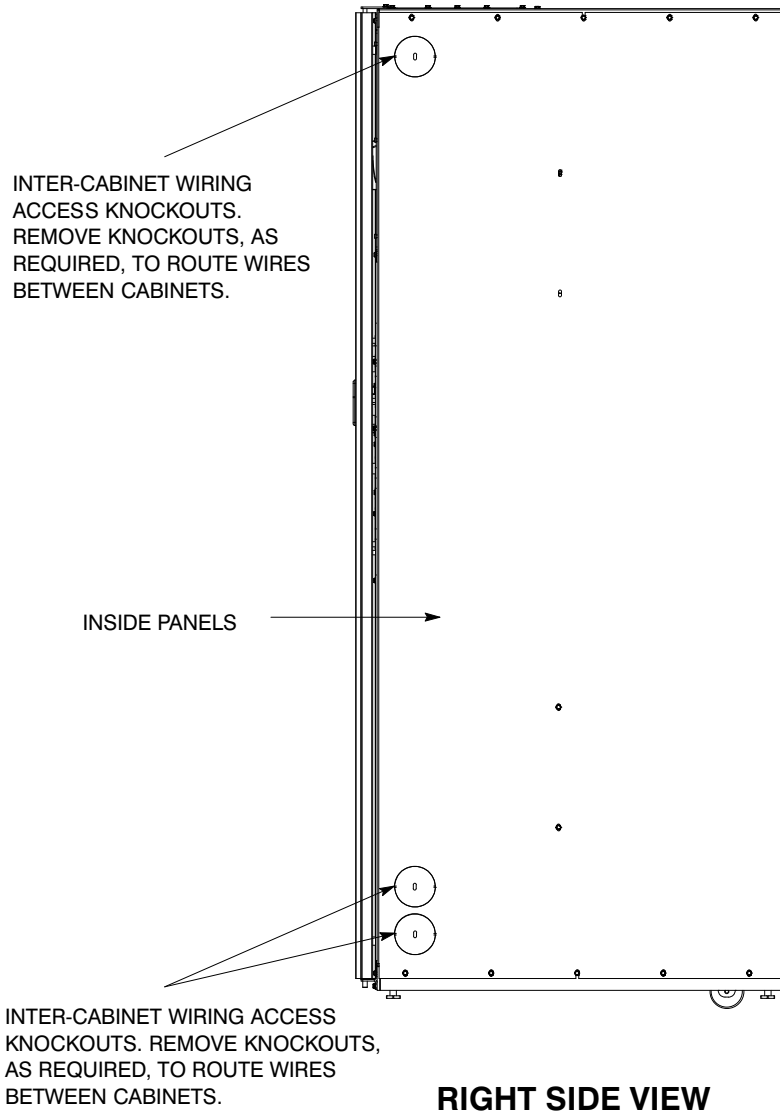 INTER-CABINET WIRING
ACCESS KNOCKOUTS.
REMOVE KNOCKOUTS, AS
REQUIRED, TO ROUTE WIRES
BETWEEN CABINETS.
INSIDE PANELS
INTER-CABINET WIRING ACCESS
KNOCKOUTS. REMOVE KNOCKOUTS,
AS REQUIRED, TO ROUTE WIRES
BETWEEN CABINETS.
RIGHT SIDE VIEW